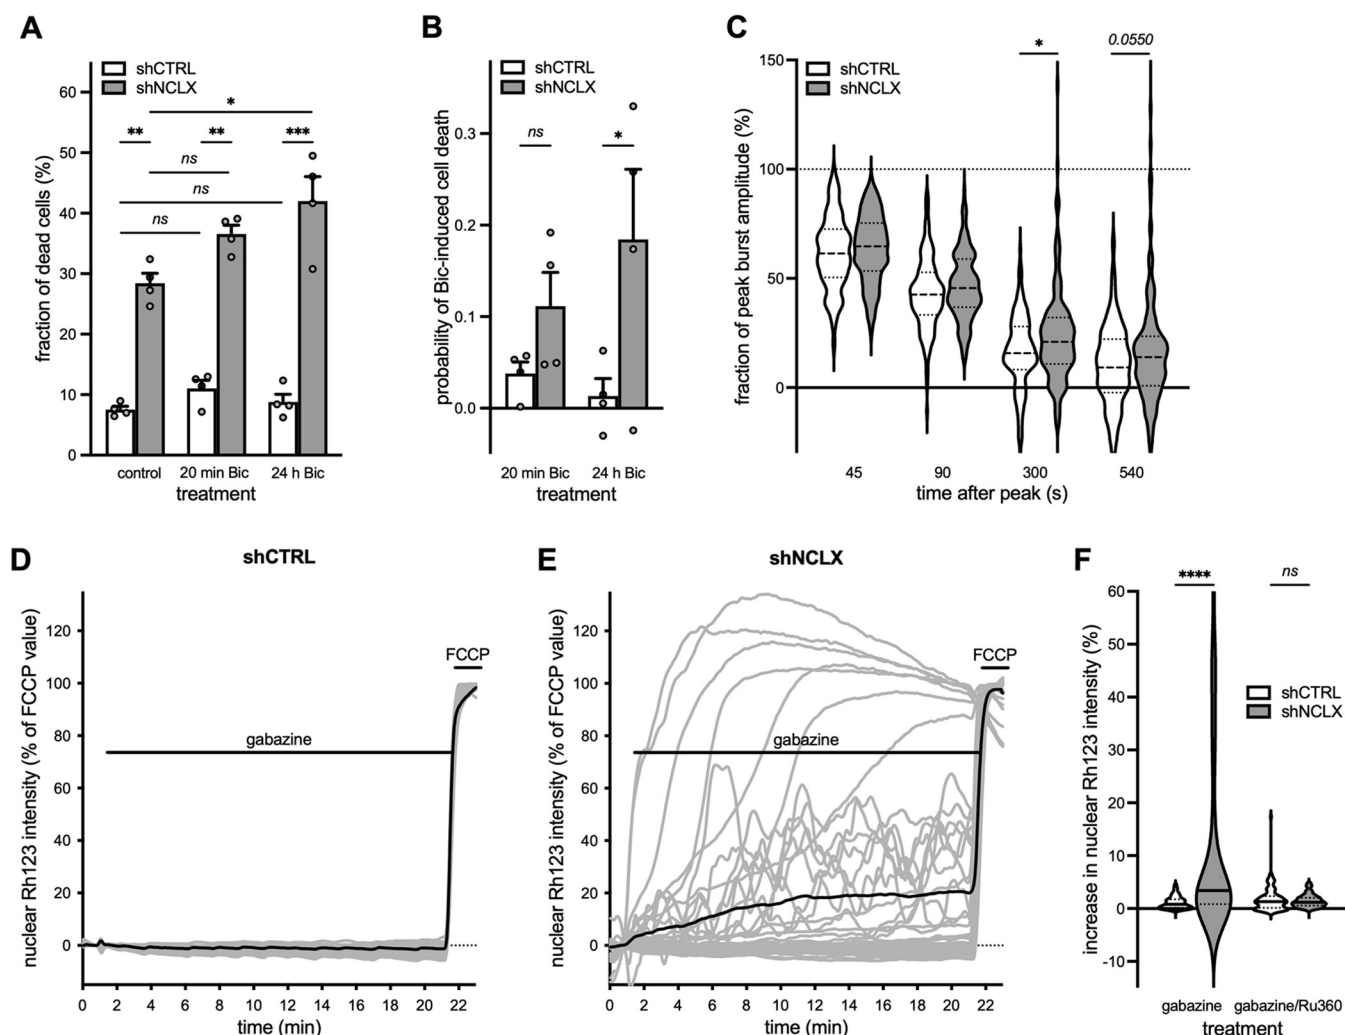 A
shCTRL
shNCLX
fraction of dead cells (%)
60
50
40
30
20
10
0
*
** ** ***
ns
ns
ns
control 20 min Bic 24 h Bic
treatment
B
shCTRL
shNCLX
probability of Bic-induced cell death
0.3
0.2
0.1
0.0
ns *
20 min Bic 24 h Bic
treatment
C
shCTRL
shNCLX
fraction of peak burst amplitude (%)
150
100
50
0
* 0.0550
45 90 300 540
time after peak (s)
D
shCTRL
nuclear Rh123 intensity (% of FCCP value)
120
100
80
60
40
20
0
FCCP
gabazine
0 2 4 6 8 10 12 14 16 18 20 22
time (min)
E
shNCLX
nuclear Rh123 intensity (% of FCCP value)
120
100
80
60
40
20
0
FCCP
gabazine
0 2 4 6 8 10 12 14 16 18 20 22
time (min)
F
**** ns
increase in nuclear Rh123 intensity (%)
60
50
40
30
20
10
0
-10
shCTRL
shNCLX
gabazine gabazine/Ru360
treatment